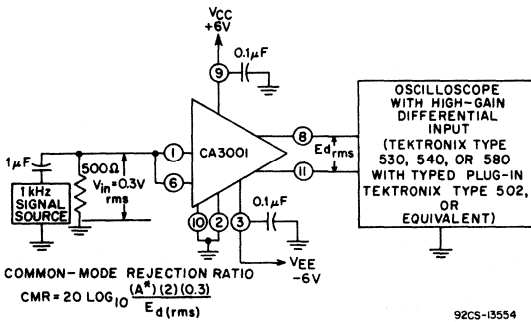 VCC
+6V
0.1μF
9
OSCILLOSCOPE
WITH HIGH-GAIN
DIFFERENTIAL
INPUT
(TEKTRONIX TYPE
530, 540, OR 580
WITH TYPED PLUG-IN
TEKTRONIX TYPE 502,
OR
EQUIVALENT)
1μF
500Ω
Vin=0.3V
rms
1 kHz
SIGNAL
SOURCE
1
6
CA3001
8
Edrms
11
10
2
3
0.1μF
VEE
-6V
COMMON-MODE REJECTION RATIO
CMR = 20 LOG10 (A*)(2)(0.3)
Ed(rms)
92CS-13554